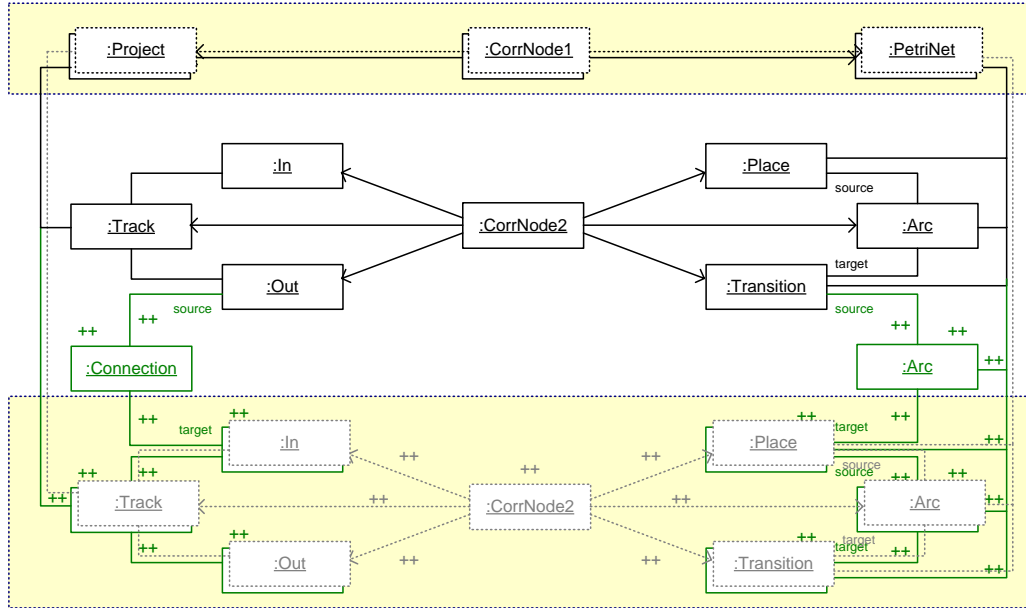 :Project :CorrNode1 :PetriNet
:In :Place
source
:Track :CorrNode2 :Arc
target
:Out :Transition
source source
++ ++ ++ ++
:Connection :Arc ++
++ ++ ++ ++ ++
target target
:In :Place ++
++ ++ ++ ++
source
++ ++ source ++
++ :Track ++ :CorrNode2 ++ :Arc ++
++ ++ ++ ++
target
++ ++ ++ target ++
:Out :Transition ++